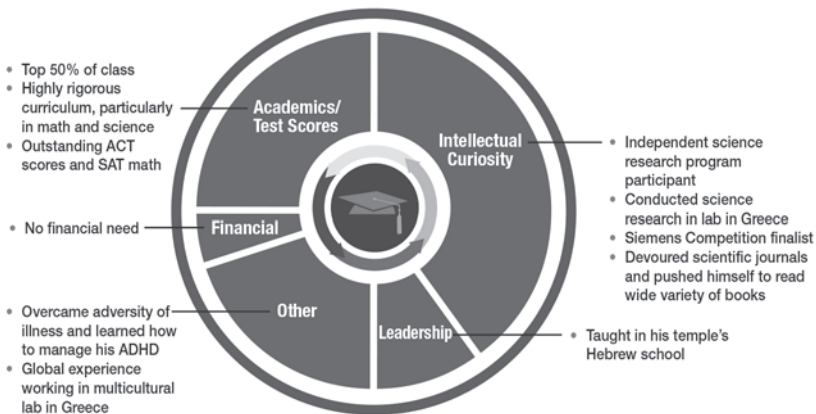 • Top 50% of class
• Highly rigorous
curriculum, particularly
in math and science
• Outstanding ACT
scores and SAT math
Academics/
Test Scores
Intellectual
Curiosity
• Independent science
research program
participant
• Conducted science
research in lab in Greece
• Siemens Competition finalist
• Devoured scientific journals
and pushed himself to read
wide variety of books
• No financial need
Financial
• Overcame adversity of
illness and learned how
to manage his ADHD
• Global experience
working in multicultural
lab in Greece
Other
Leadership
• Taught in his temple's
Hebrew school